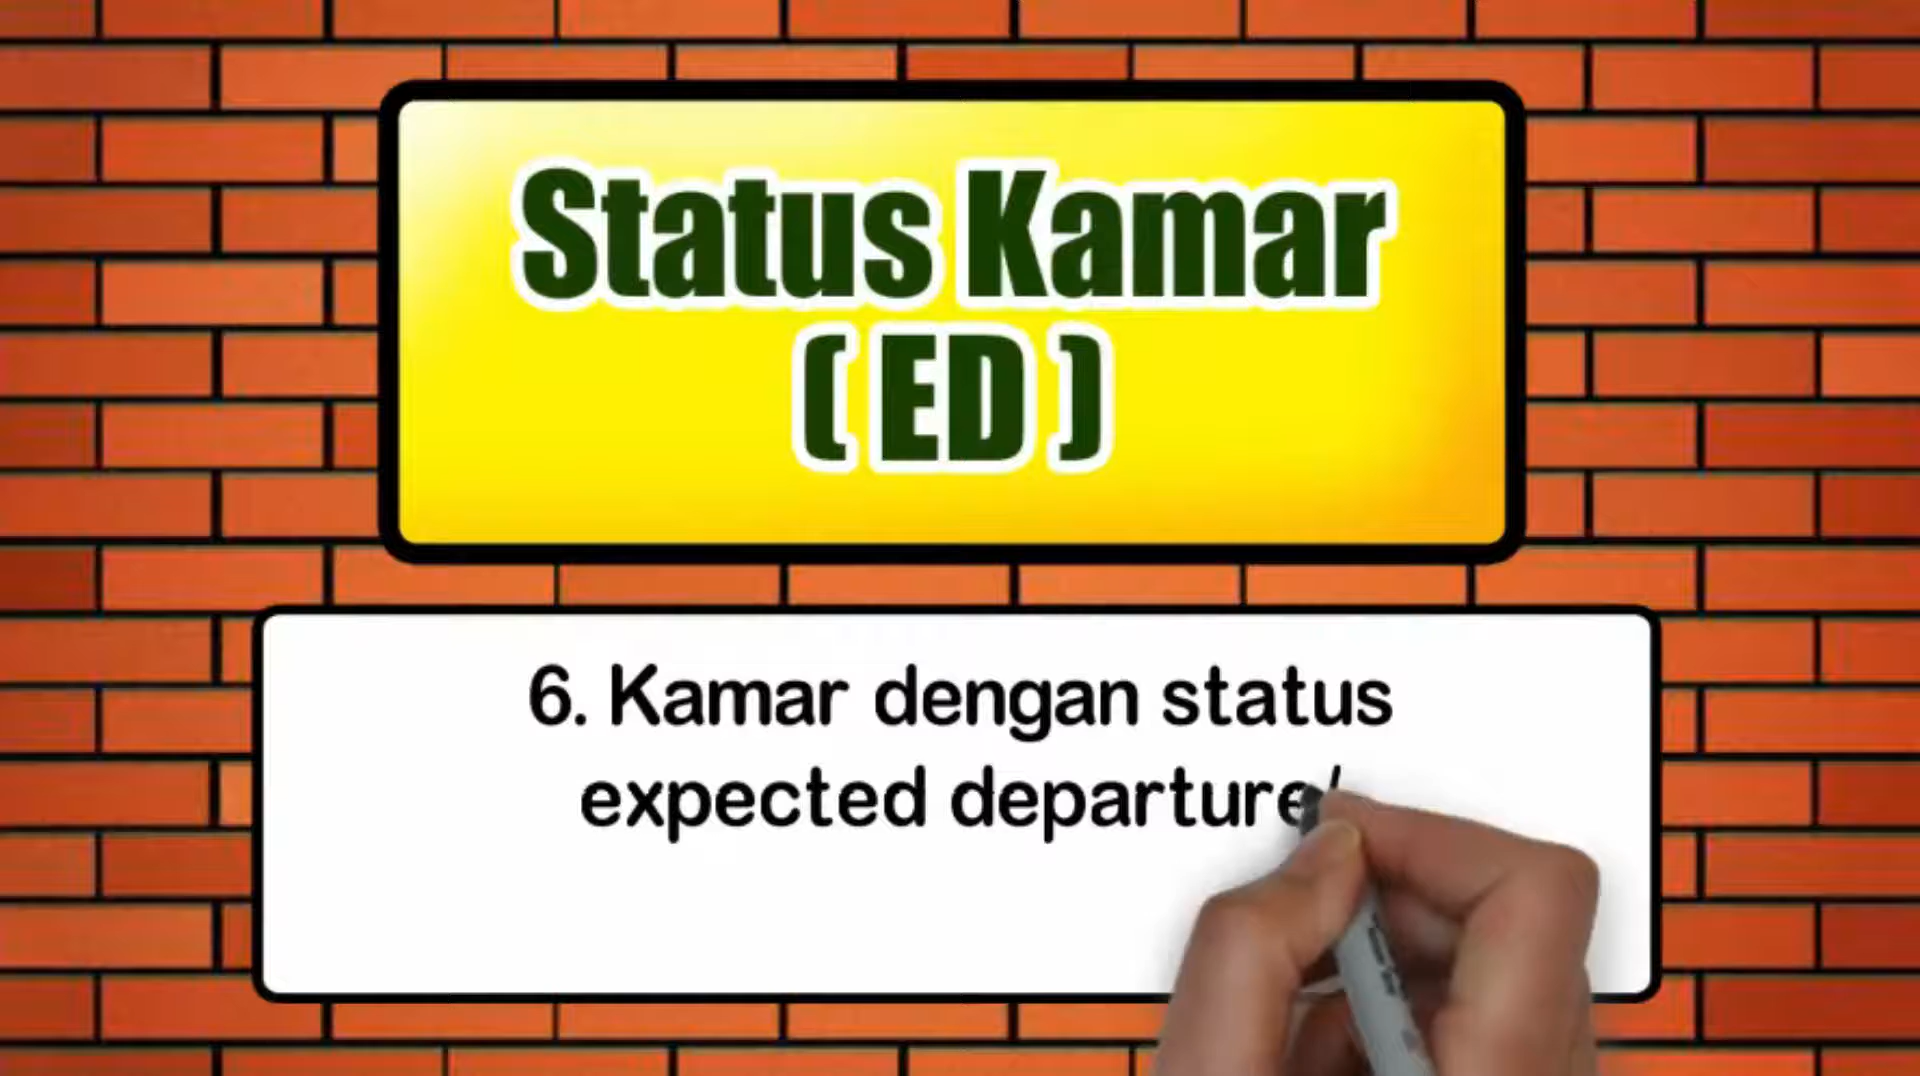 Status Kamar
( ED )
6. Kamar dengan status
expected departure/